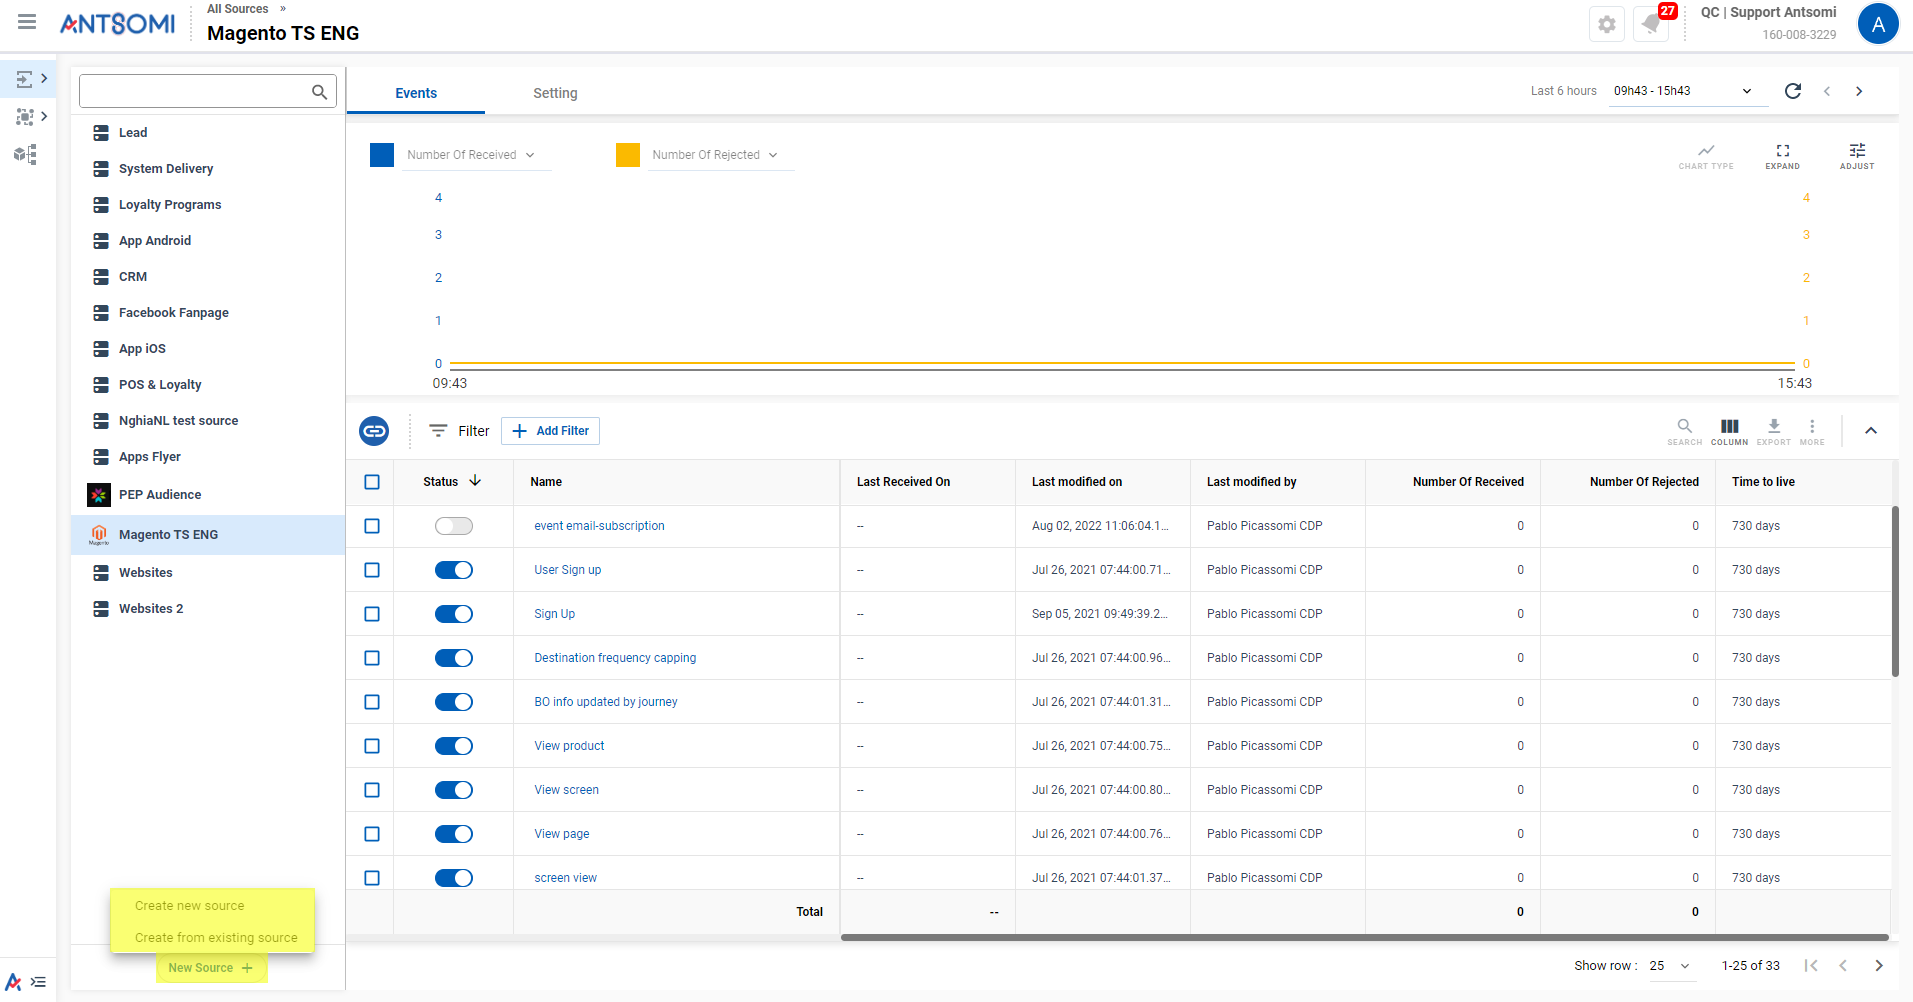 ANTSOMI
All Sources »
Magento TS ENG
27
QC | Support Antsomi
160-008-3229
A
Lead
System Delivery
Loyalty Programs
App Android
CRM
Facebook Fanpage
App iOS
POS & Loyalty
NghiaNL test source
Apps Flyer
PEP Audience
Magento
Magento TS ENG
Websites
Websites 2
Create new source
Create from existing source
New Source +
Events Setting
Last 6 hours 09h43 - 15h43
Number Of Received Number Of Rejected
CHART TYPE EXPAND ADJUST
4 4
3 3
2 2
1 1
0 0
09:43 15:43
Filter + Add Filter
SEARCH COLUMN EXPORT MORE
Status Name Last Received On Last modified on Last modified by Number Of Received Number Of Rejected Time to live
event email-subscription -- Aug 02, 2022 11:06:04.1... Pablo Picassomi CDP 0 0 730 days
User Sign up -- Jul 26, 2021 07:44:00.71... Pablo Picassomi CDP 0 0 730 days
Sign Up -- Sep 05, 2021 09:49:39.2... Pablo Picassomi CDP 0 0 730 days
Destination frequency capping -- Jul 26, 2021 07:44:00.96... Pablo Picassomi CDP 0 0 730 days
BO info updated by journey -- Jul 26, 2021 07:44:01.31... Pablo Picassomi CDP 0 0 730 days
View product -- Jul 26, 2021 07:44:00.75... Pablo Picassomi CDP 0 0 730 days
View screen -- Jul 26, 2021 07:44:00.80... Pablo Picassomi CDP 0 0 730 days
View page -- Jul 26, 2021 07:44:00.76... Pablo Picassomi CDP 0 0 730 days
screen view -- Jul 26, 2021 07:44:01.37... Pablo Picassomi CDP 0 0 730 days
Total -- 0 0
Show row : 25 1-25 of 33